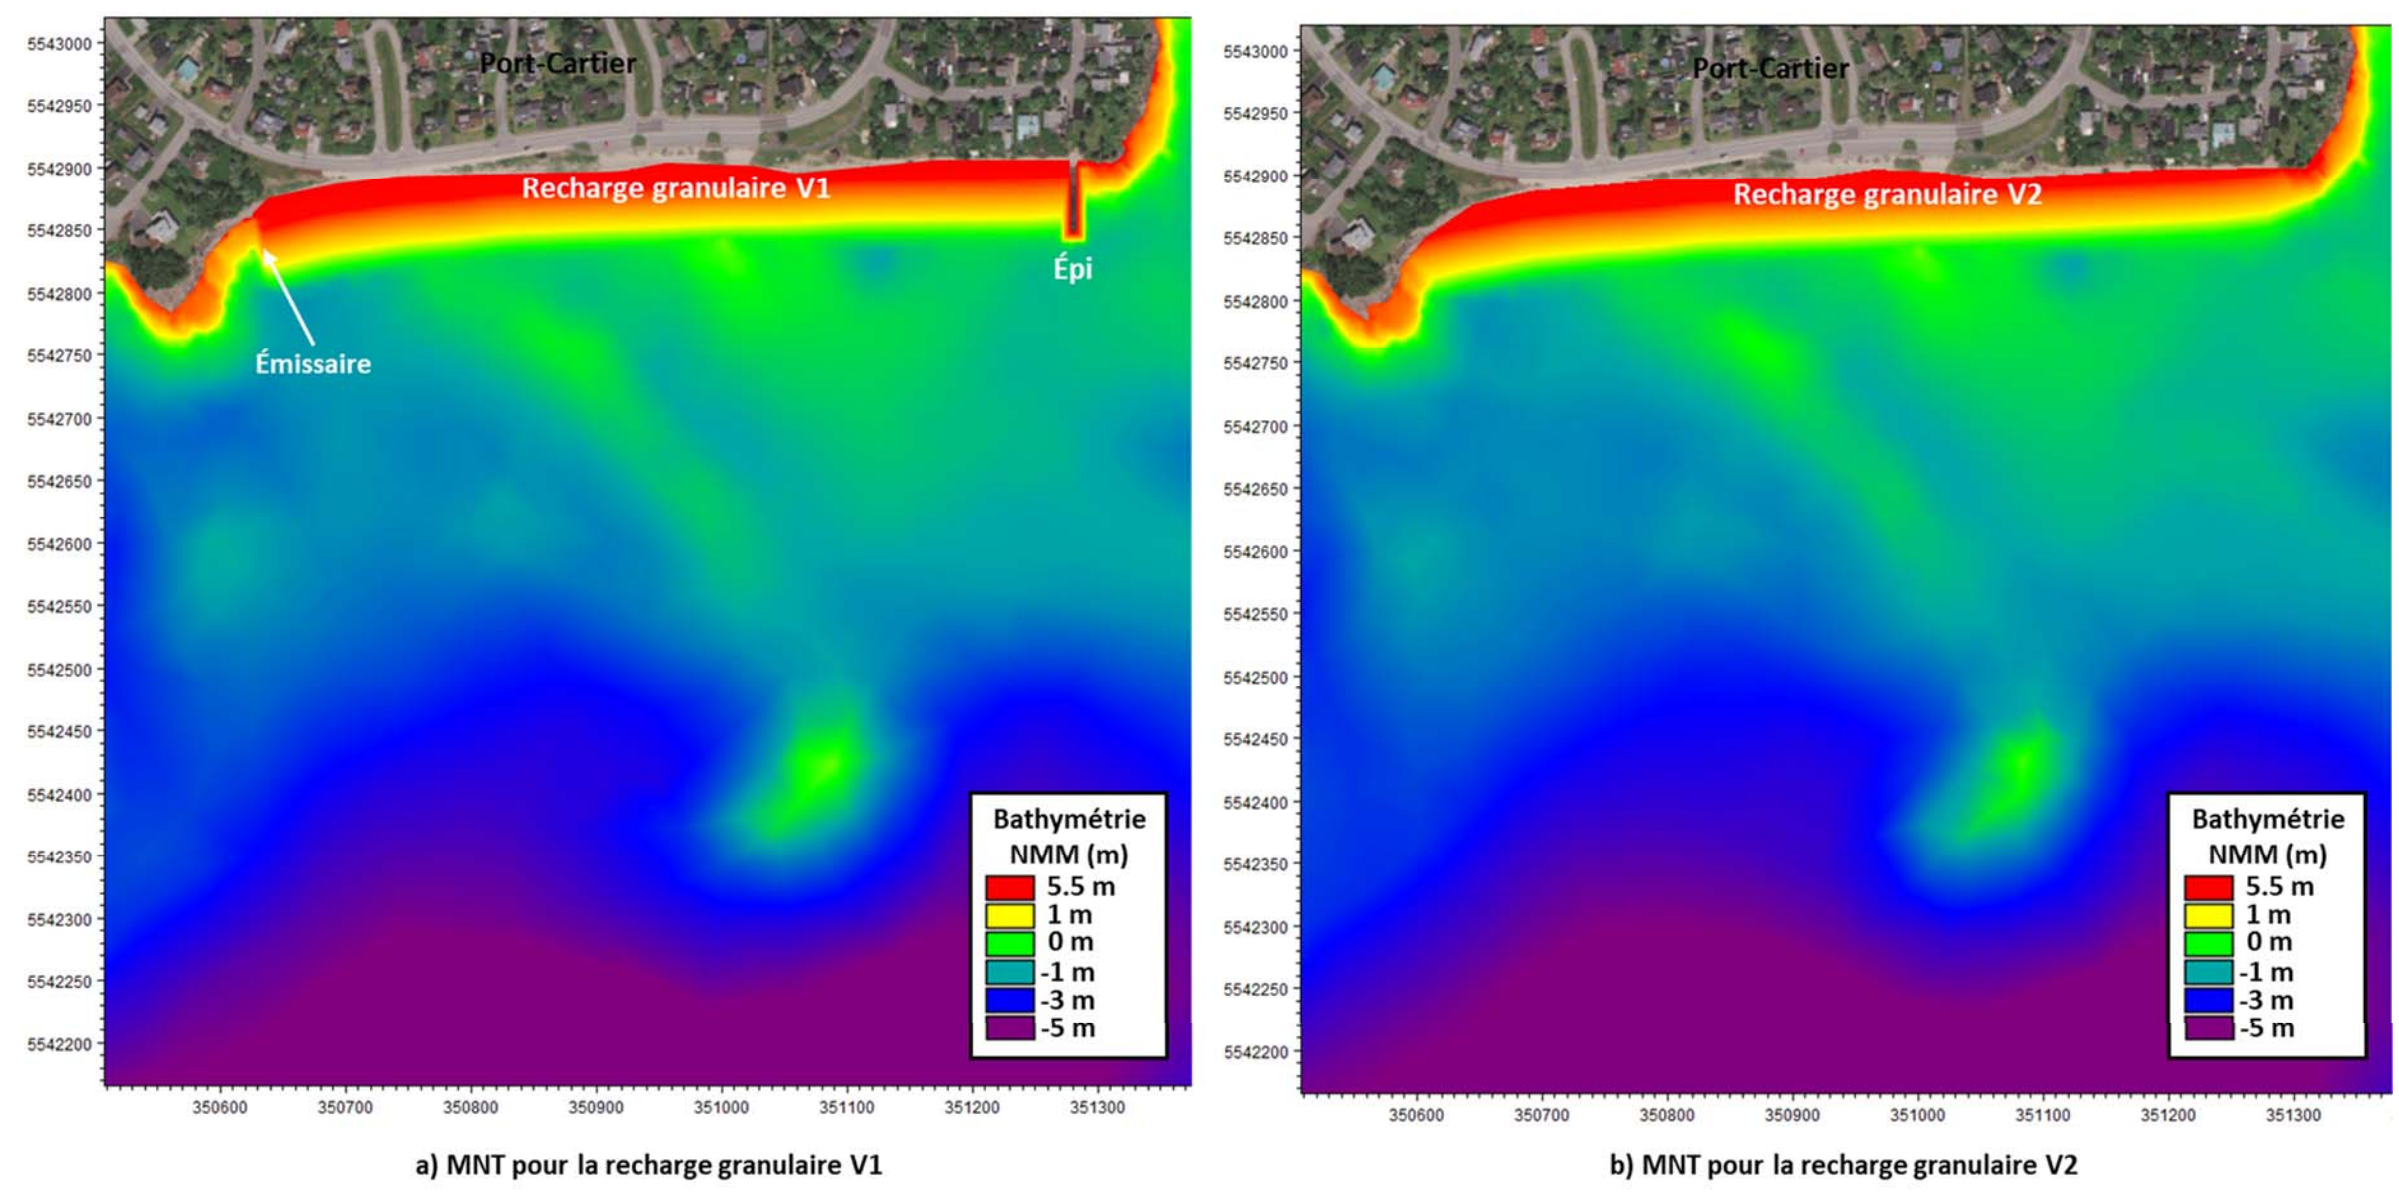 5543000
5542950
5542900
5542850
5542800
5542750
5542700
5542650
5542600
5542550
5542500
5542450
5542400
5542350
5542300
5542250
5542200
Port-Cartier
Recharge granulaire V1
Épi
Émissaire
Bathymétrie
NMM (m)
5.5 m
1 m
0 m
-1 m
-3 m
-5 m
350600 350700 350800 350900 351000 351100 351200 351300
a) MNT pour la recharge granulaire V1
5543000
5542950
5542900
5542850
5542800
5542750
5542700
5542650
5542600
5542550
5542500
5542450
5542400
5542350
5542300
5542250
5542200
Port-Cartier
Recharge granulaire V2
Bathymétrie
NMM (m)
5.5 m
1 m
0 m
-1 m
-3 m
-5 m
350600 350700 350800 350900 351000 351100 351200 351300
b) MNT pour la recharge granulaire V2